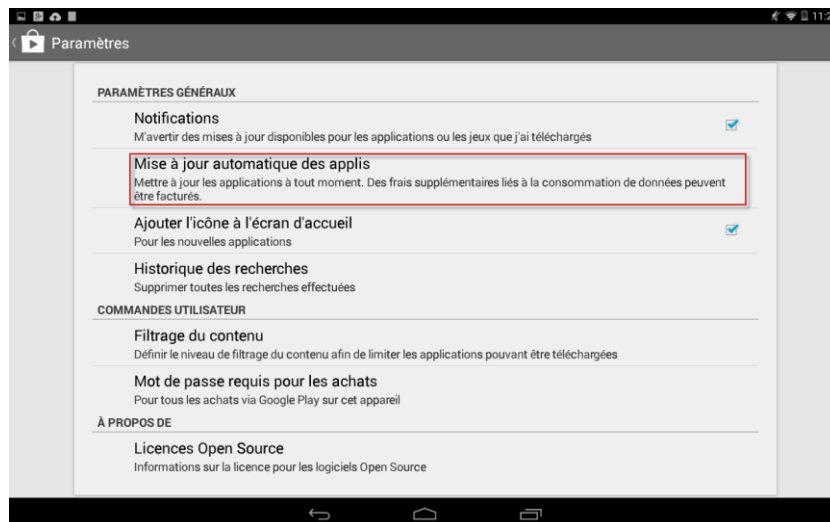 11:2
Paramètres
PARAMÈTRES GÉNÉRAUX
Notifications
M'avertir des mises à jour disponibles pour les applications ou les jeux que j'ai téléchargés
Mise à jour automatique des applis
Mettre à jour les applications à tout moment. Des frais supplémentaires liés à la consommation de données peuvent
être facturés.
Ajouter l'icône à l'écran d'accueil
Pour les nouvelles applications
Historique des recherches
Supprimer toutes les recherches effectuées
COMMANDES UTILISATEUR
Filtrage du contenu
Définir le niveau de filtrage du contenu afin de limiter les applications pouvant être téléchargées
Mot de passe requis pour les achats
Pour tous les achats via Google Play sur cet appareil
À PROPOS DE
Licences Open Source
Informations sur la licence pour les logiciels Open Source